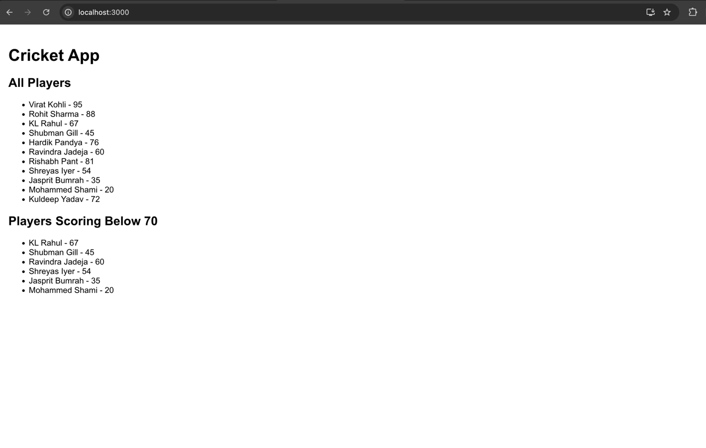 localhost:3000
Cricket App
All Players
• Virat Kohli - 95
• Rohit Sharma - 88
• KL Rahul - 67
• Shubman Gill - 45
• Hardik Pandya - 76
• Ravindra Jadeja - 60
• Rishabh Pant - 81
• Shreyas Iyer - 54
• Jasprit Bumrah - 35
• Mohammed Shami - 20
• Kuldeep Yadav - 72
Players Scoring Below 70
• KL Rahul - 67
• Shubman Gill - 45
• Ravindra Jadeja - 60
• Shreyas Iyer - 54
• Jasprit Bumrah - 35
• Mohammed Shami - 20